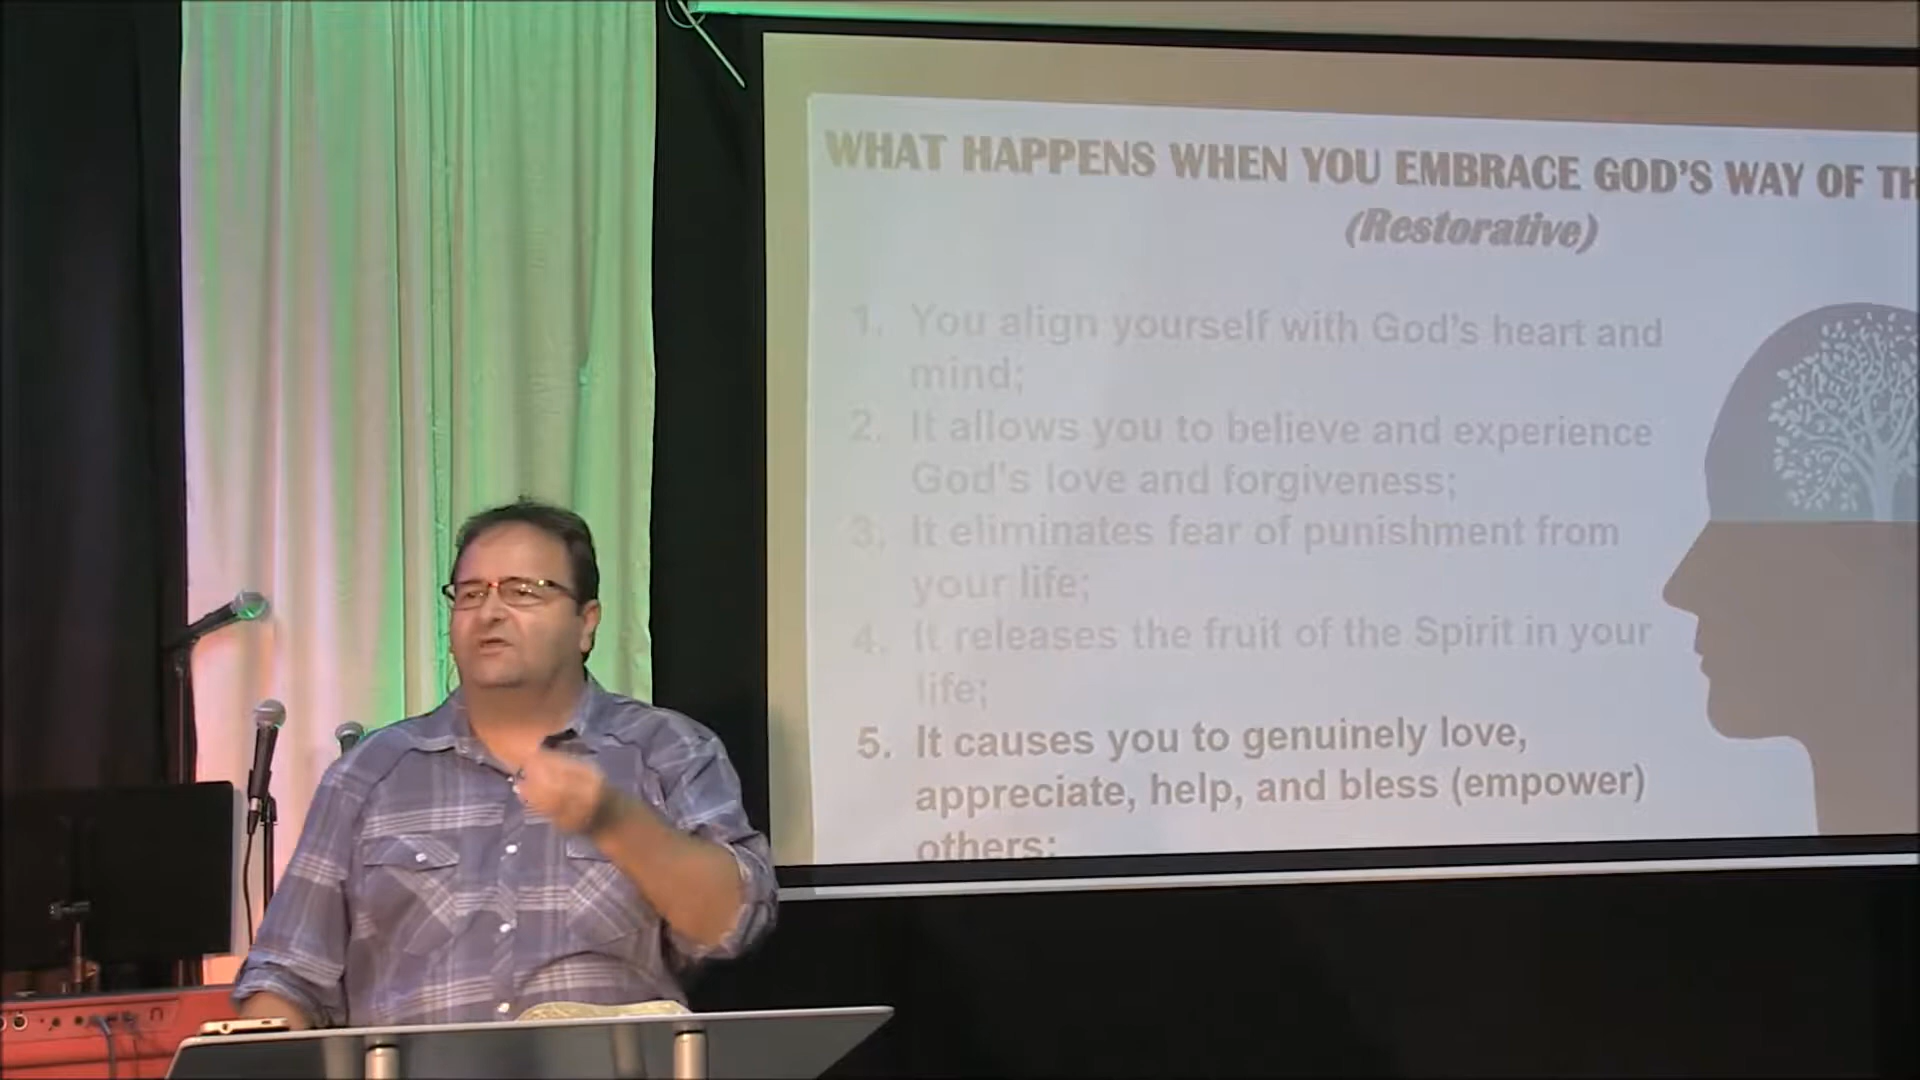 WHAT HAPPENS WHEN YOU EMBRACE GOD'S WAY OF TH
(Restorative)
1. You align yourself with God's heart and
mind;
2. It allows you to believe and experience
God's love and forgiveness;
3. It eliminates fear of punishment from
your life;
4. It releases the fruit of the Spirit in your
life;
5. It causes you to genuinely love,
appreciate, help, and bless (empower)
others;